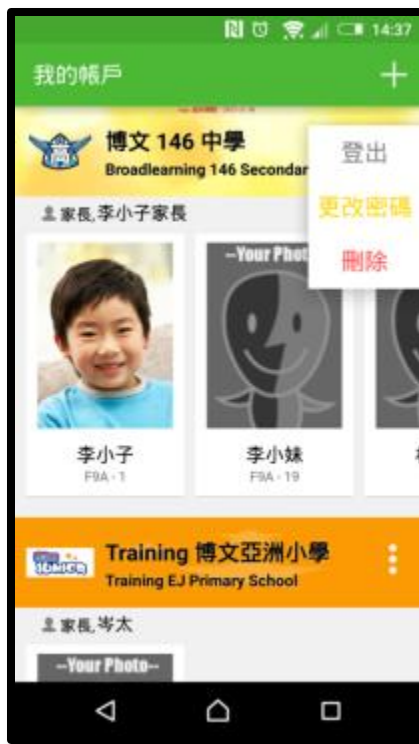 14:37
我的帳戶
博文 146 中學
Broadlearning 146 Secondar
登出
更改密碼
刪除
家長,李小子家長
--Your Phot
李小子
F9A - 1
李小妹
F9A - 19
Training 博文亞洲小學
Training EJ Primary School
家長,岑太
--Your Photo--